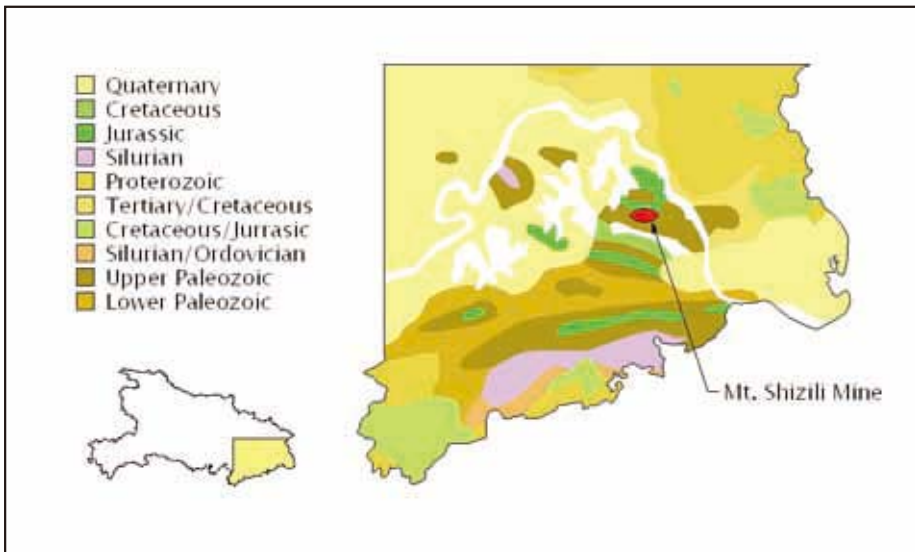 Quaternary
Cretaceous
Jurassic
Silurian
Proterozoic
Tertiary/Cretaceous
Cretaceous/Jurrasic
Silurian/Ordovician
Upper Paleozoic
Lower Paleozoic
Mt. Shizili Mine